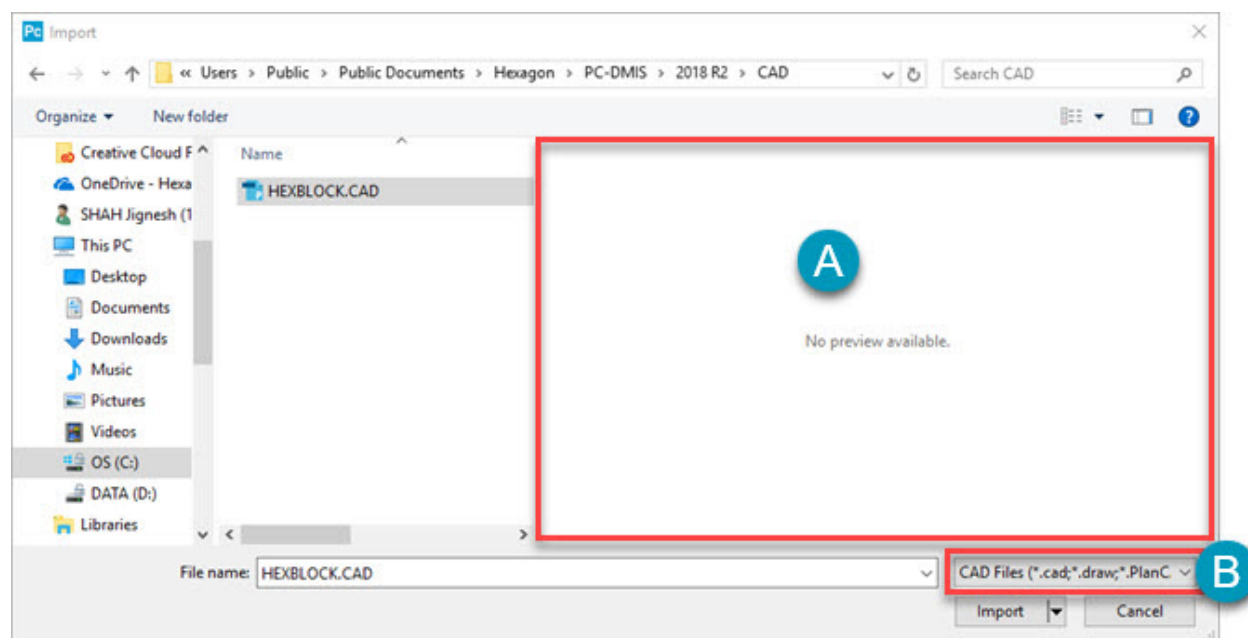 Pc Import
« Users > Public > Public Documents > Hexagon > PC-DMIS > 2018 R2 > CAD
Search CAD
Organize
New folder
Creative Cloud F
OneDrive - Hexa
SHAH Jignesh (1
This PC
Desktop
Documents
Downloads
Music
Pictures
Videos
OS (C:)
DATA (D:)
Libraries
Name
HEXBLOCK.CAD
A
No preview available.
File name: HEXBLOCK.CAD
CAD Files (*.cad;*.draw;*.PlanC
B
Import
Cancel